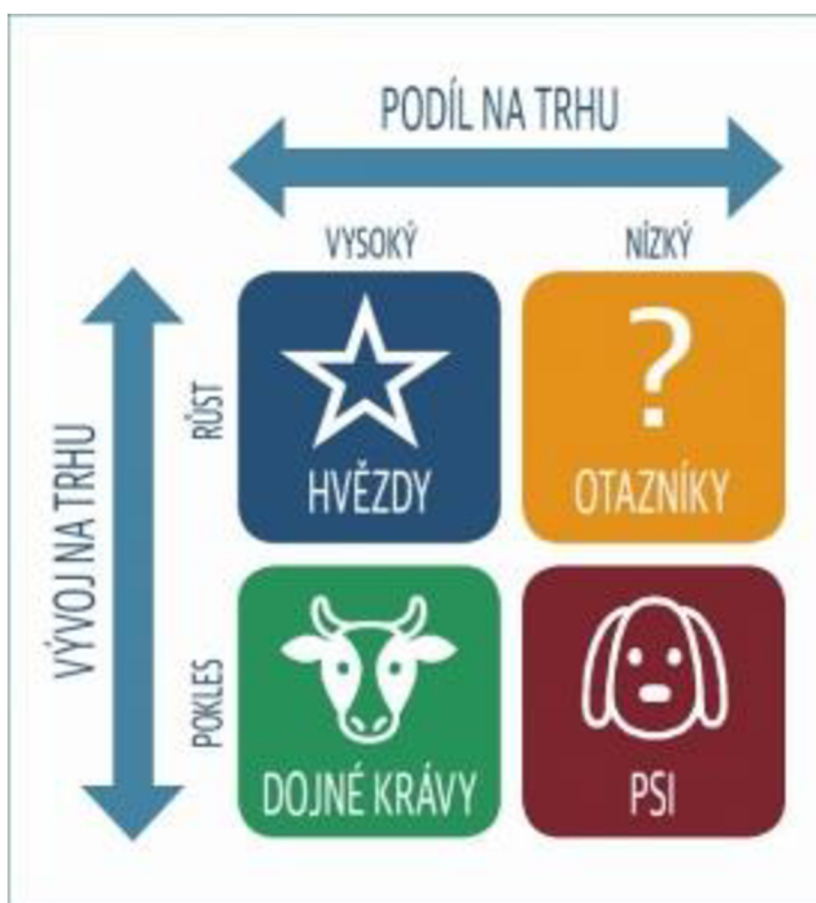 PODÍL NA TRHU
VYSOKÝ
NÍZKÝ
VÝVOJ NA TRHU
RŮST
HVĚZDY
?
OTAZNÍKY
POKLES
DOJNÉ KRÁVY
PSI